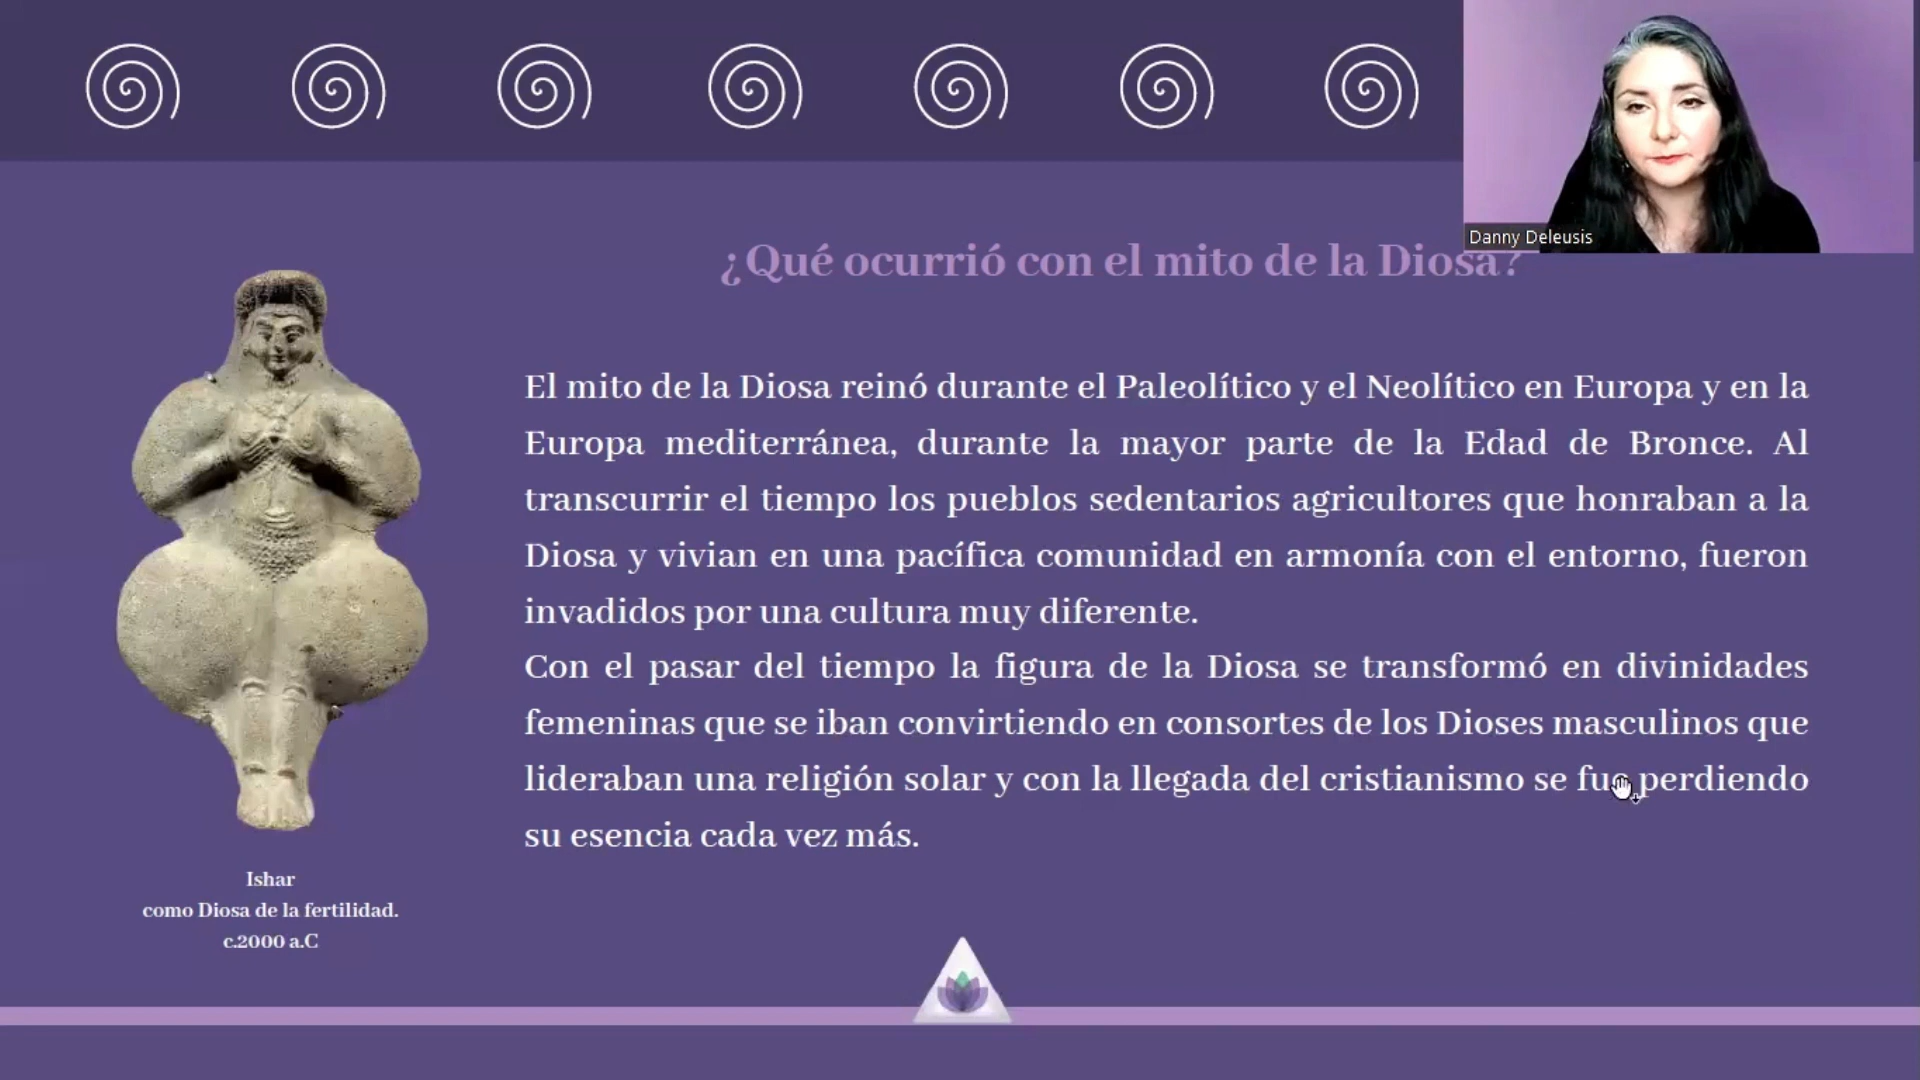 Danny Deleusis
¿Qué ocurrió con el mito de la Diosa?
El mito de la Diosa reinó durante el Paleolítico y el Neolítico en Europa y en la
Europa mediterránea, durante la mayor parte de la Edad de Bronce. Al
transcurrir el tiempo los pueblos sedentarios agricultores que honraban a la
Diosa y vivian en una pacífica comunidad en armonía con el entorno, fueron
invadidos por una cultura muy diferente.
Con el pasar del tiempo la figura de la Diosa se transformó en divinidades
femeninas que se iban convirtiendo en consortes de los Dioses masculinos que
lideraban una religión solar y con la llegada del cristianismo se fue perdiendo
su esencia cada vez más.
Ishar
como Diosa de la fertilidad.
c.2000 a.C